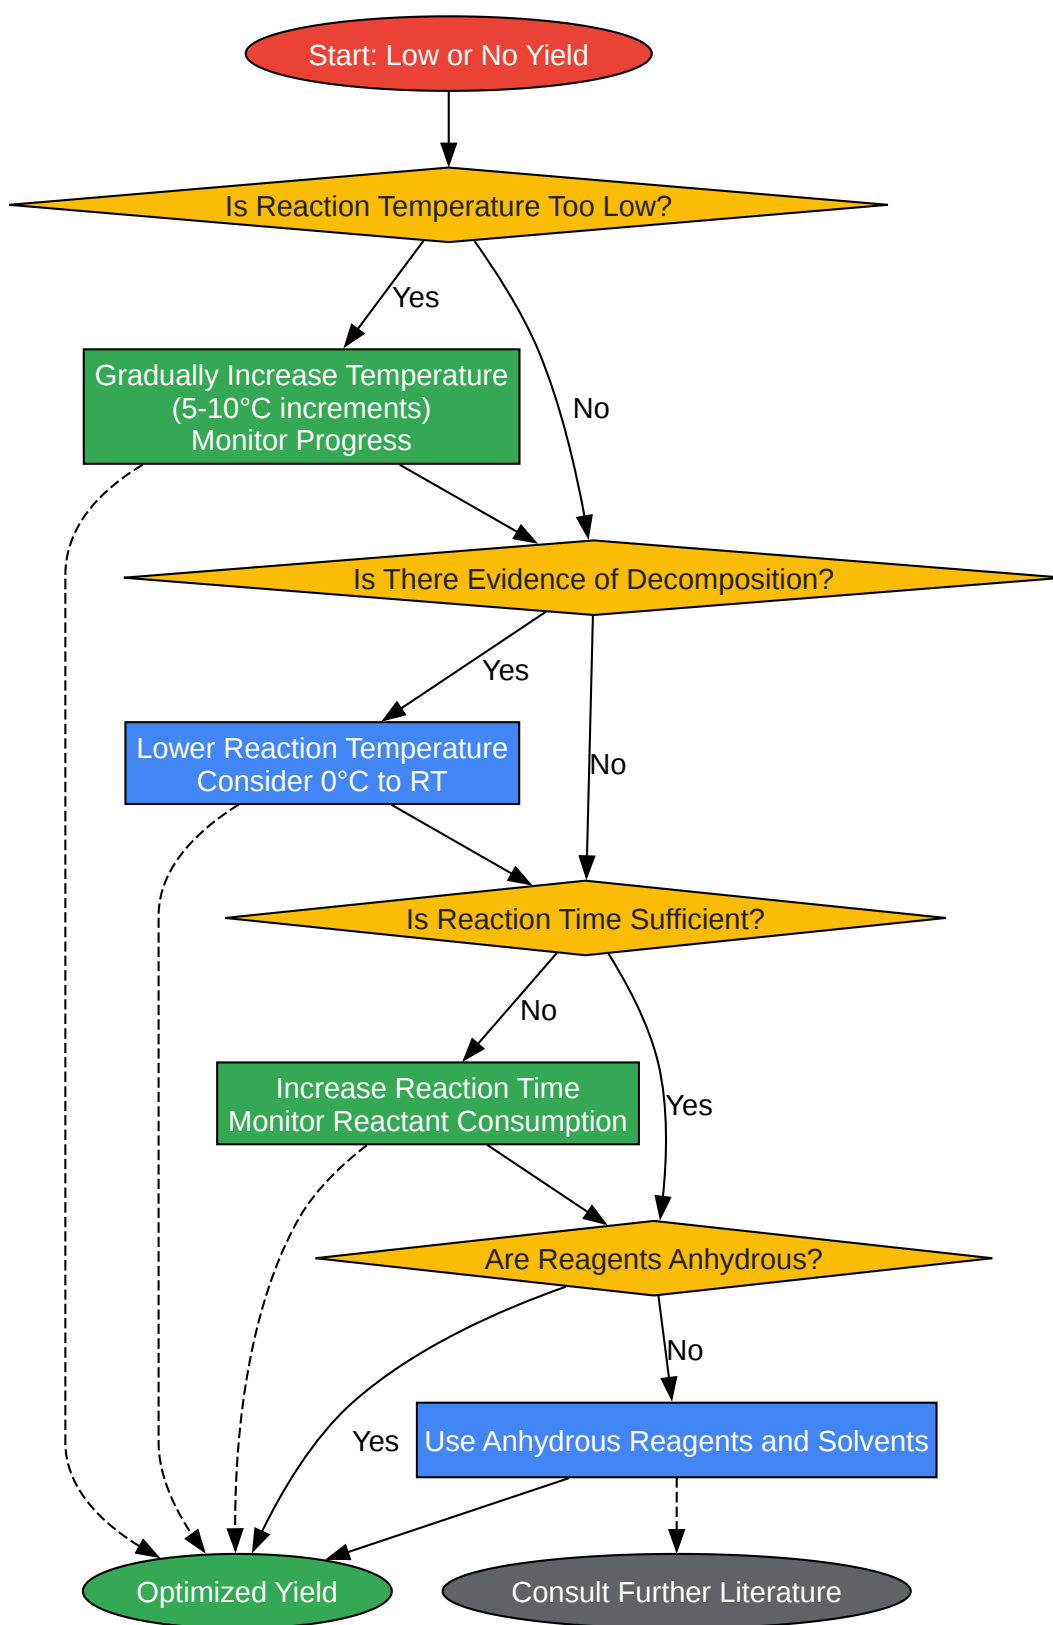 Start: Low or No Yield
Is Reaction Temperature Too Low?
Yes
Gradually Increase Temperature
(5-10°C increments)
Monitor Progress
No
Is There Evidence of Decomposition?
Yes
Lower Reaction Temperature
Consider 0°C to RT
No
Is Reaction Time Sufficient?
No
Increase Reaction Time
Monitor Reactant Consumption
Yes
Are Reagents Anhydrous?
No
Yes
Use Anhydrous Reagents and Solvents
Optimized Yield
Consult Further Literature